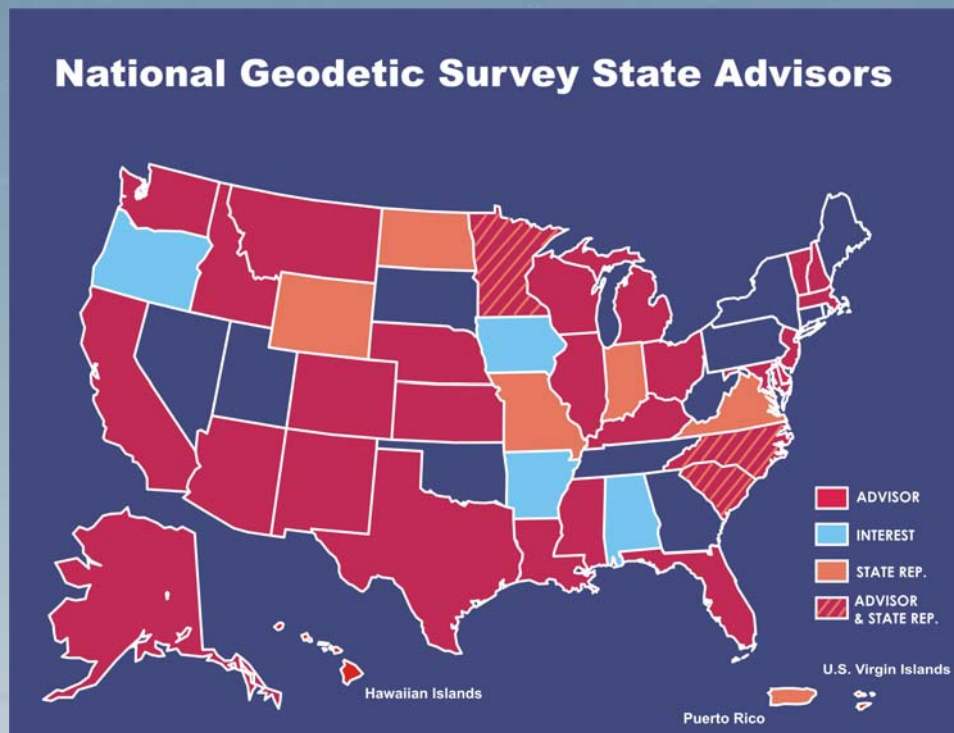 National Geodetic Survey State Advisors
ADVISOR
INTEREST
STATE REP.
ADVISOR
& STATE REP.
Hawaiian Islands
U.S. Virgin Islands
Puerto Rico